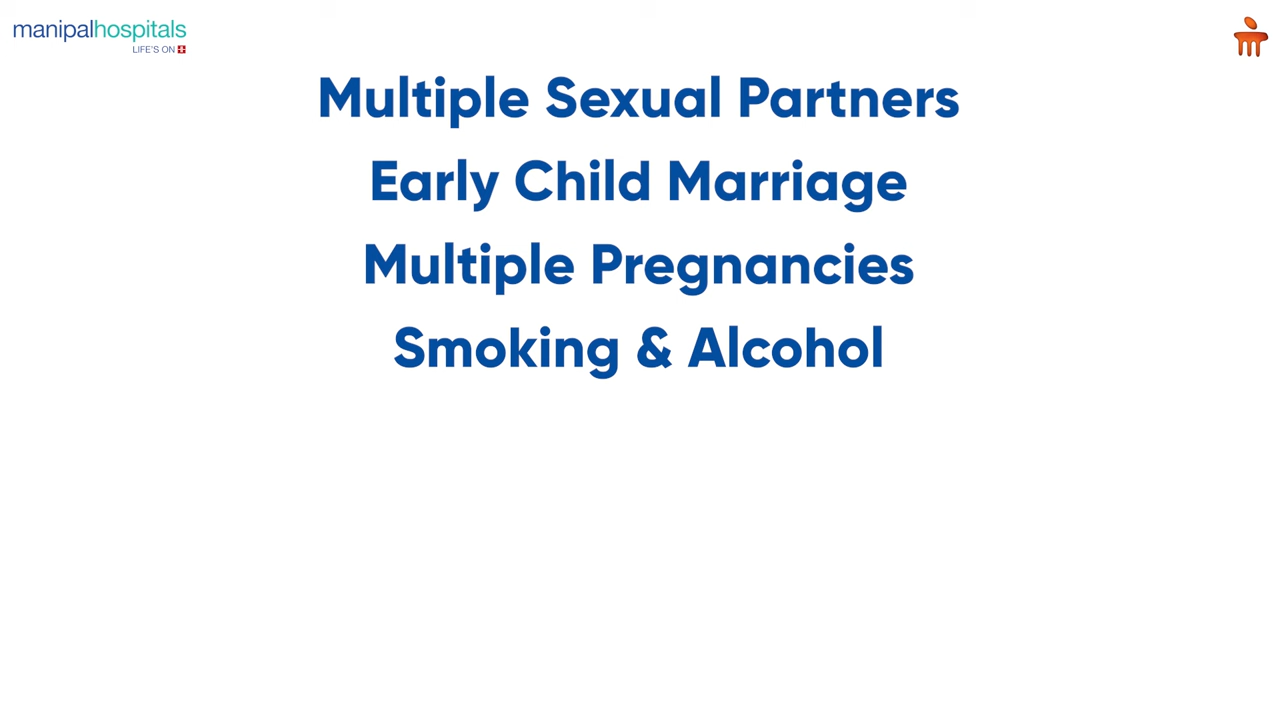 manipalhospitals
LIFE'S ON
Multiple Sexual Partners
Early Child Marriage
Multiple Pregnancies
Smoking & Alcohol